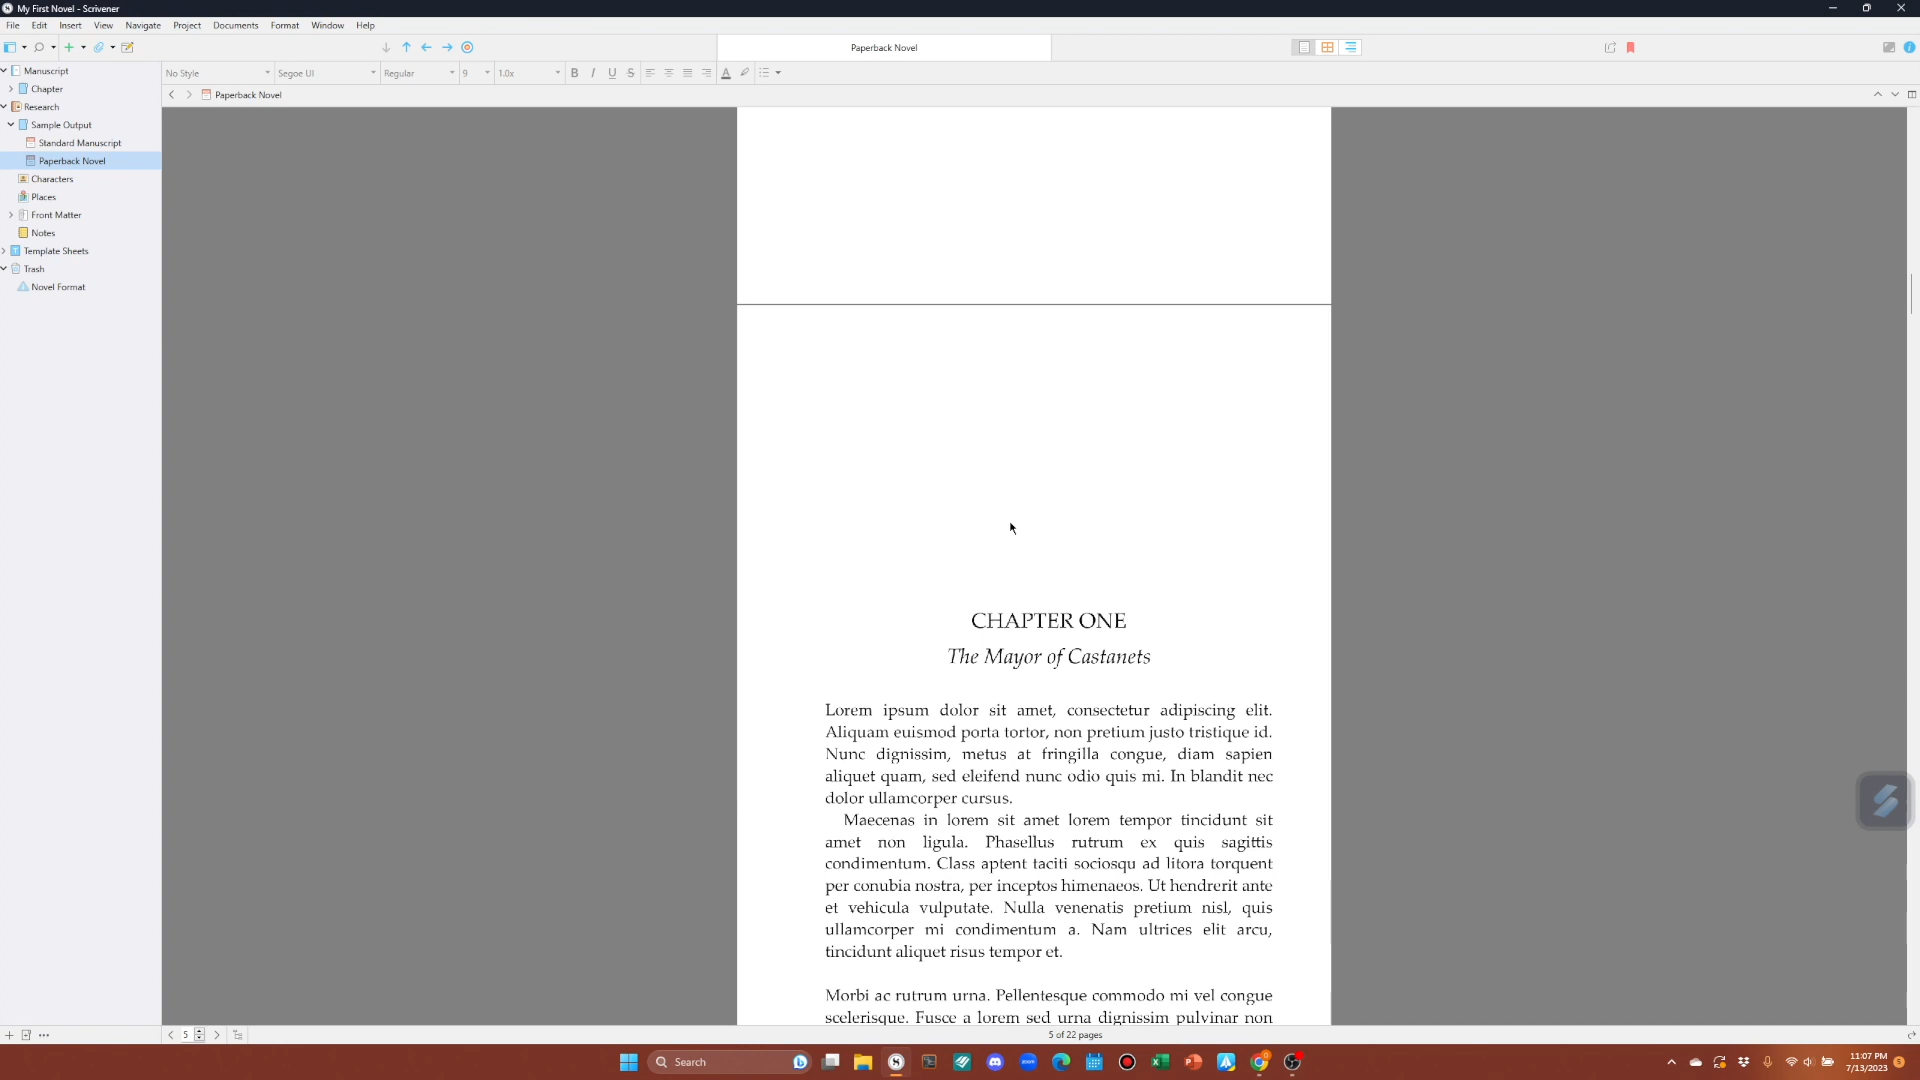 My First Novel - Scrivener
File Edit Insert View Navigate Project Documents Format Window Help
Paperback Novel
No Style Segoe UI Regular 9 1.0x B I U S A
Paperback Novel
Manuscript
Chapter
Research
Sample Output
Standard Manuscript
Paperback Novel
Characters
Places
Front Matter
Notes
Template Sheets
Trash
Novel Format
CHAPTER ONE
The Mayor of Castanets
Lorem ipsum dolor sit amet, consectetur adipiscing elit.
Aliquam euismod porta tortor, non pretium justo tristique id.
Nunc dignissim, metus at fringilla congue, diam sapien
aliquet quam, sed eleifend nunc odio quis mi. In blandit nec
dolor ullamcorper cursus.
Maecenas in lorem sit amet lorem tempor tincidunt sit
amet non ligula. Phasellus rutrum ex quis sagittis
condimentum. Class aptent taciti sociosqu ad litora torquent
per conubia nostra, per inceptos himenaeos. Ut hendrerit ante
et vehicula vulputate. Nulla venenatis pretium nisl, quis
ullamcorper mi condimentum a. Nam ultrices elit arcu,
tincidunt aliquet risus tempor et.
Morbi ac rutrum urna. Pellentesque commodo mi vel congue
scelerisque. Fusce a lorem sed urna dignissim pulvinar non
5
5 of 22 pages
Search
zoom
11:07 PM
7/13/2023
5